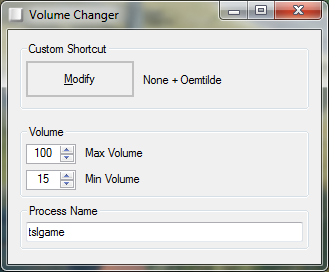 Volume Changer
Custom Shortcut
Modify None + Oemtilde
Volume
100 Max Volume
15 Min Volume
Process Name
tslgame